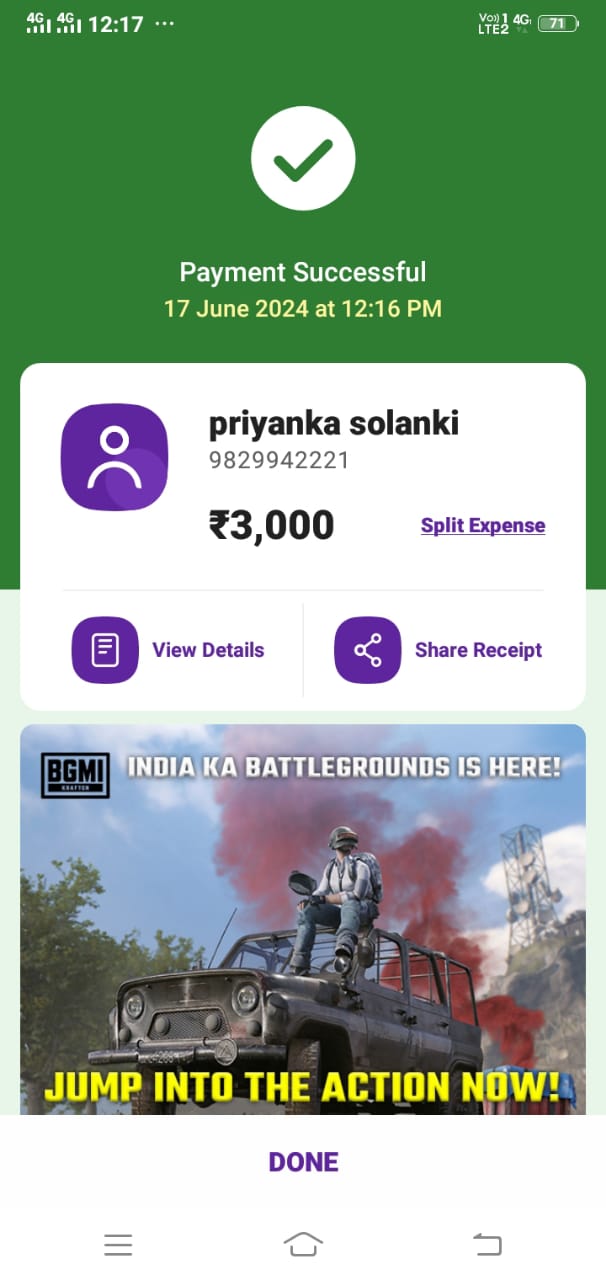 4G 4G 12:17 ...
Vo)) 1 4G
LTE2
71
Payment Successful
17 June 2024 at 12:16 PM
priyanka solanki
9829942221
₹3,000
Split Expense
View Details
Share Receipt
BGMI
KRAFTON
INDIA KA BATTLEGROUNDS IS HERE!
JUMP INTO THE ACTION NOW!
DONE